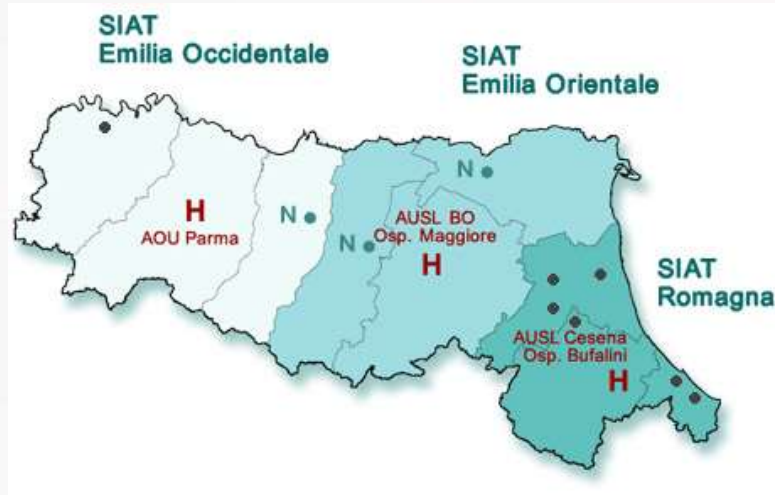 SIAT
Emilia Occidentale
SIAT
Emilia Orientale
N
H
AOU Parma
N
N
AUSL BO
Osp. Maggiore
H
SIAT
Romagna
AUSL Cesena
Osp. Bufalini
H